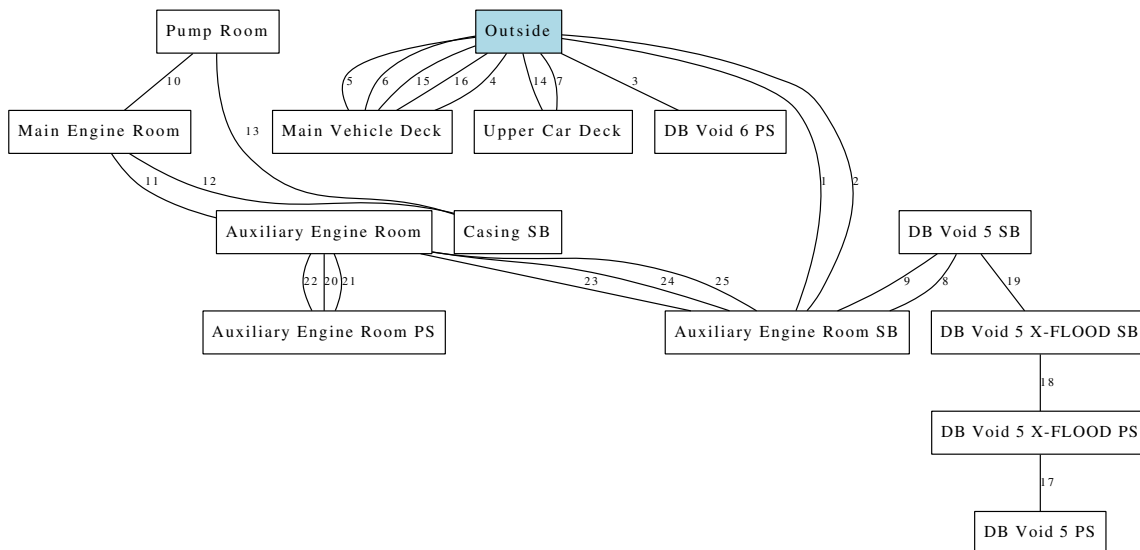 Pump Room
Outside
10
13
5
6
15
16
4
14
7
3
Main Engine Room
Main Vehicle Deck
Upper Car Deck
DB Void 6 PS
11
12
1
2
Auxiliary Engine Room
Casing SB
DB Void 5 SB
22
20
21
23
24
25
9
8
19
Auxiliary Engine Room PS
Auxiliary Engine Room SB
DB Void 5 X-FLOOD SB
18
DB Void 5 X-FLOOD PS
17
DB Void 5 PS